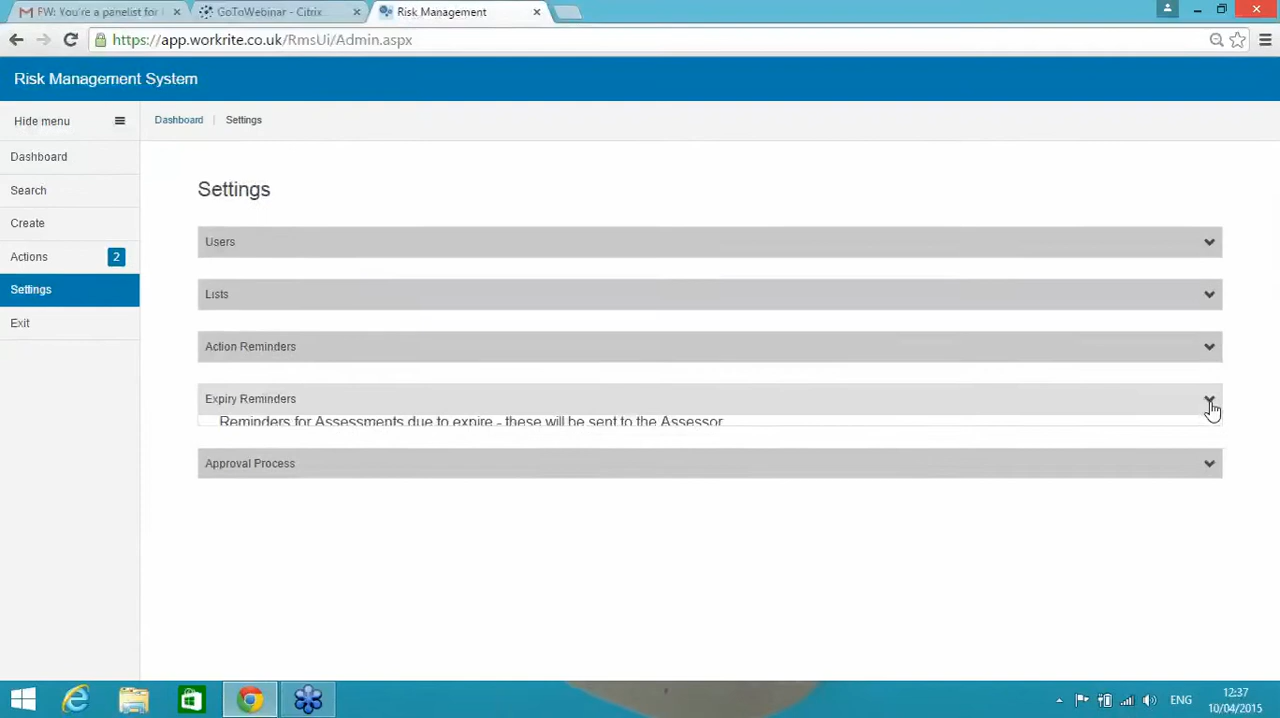 FW: You're a panelist for
GoToWebinar - Citrix
Risk Management
https://app.workrite.co.uk/RmsUi/Admin.aspx
Risk Management System
Hide menu
Dashboard | Settings
Dashboard
Search
Create
Actions 2
Settings
Exit
Settings
Users
Lists
Action Reminders
Expiry Reminders
Reminders for Assessments due to expire - these will be sent to the Assessor
Approval Process
ENG
12:37
10/04/2015